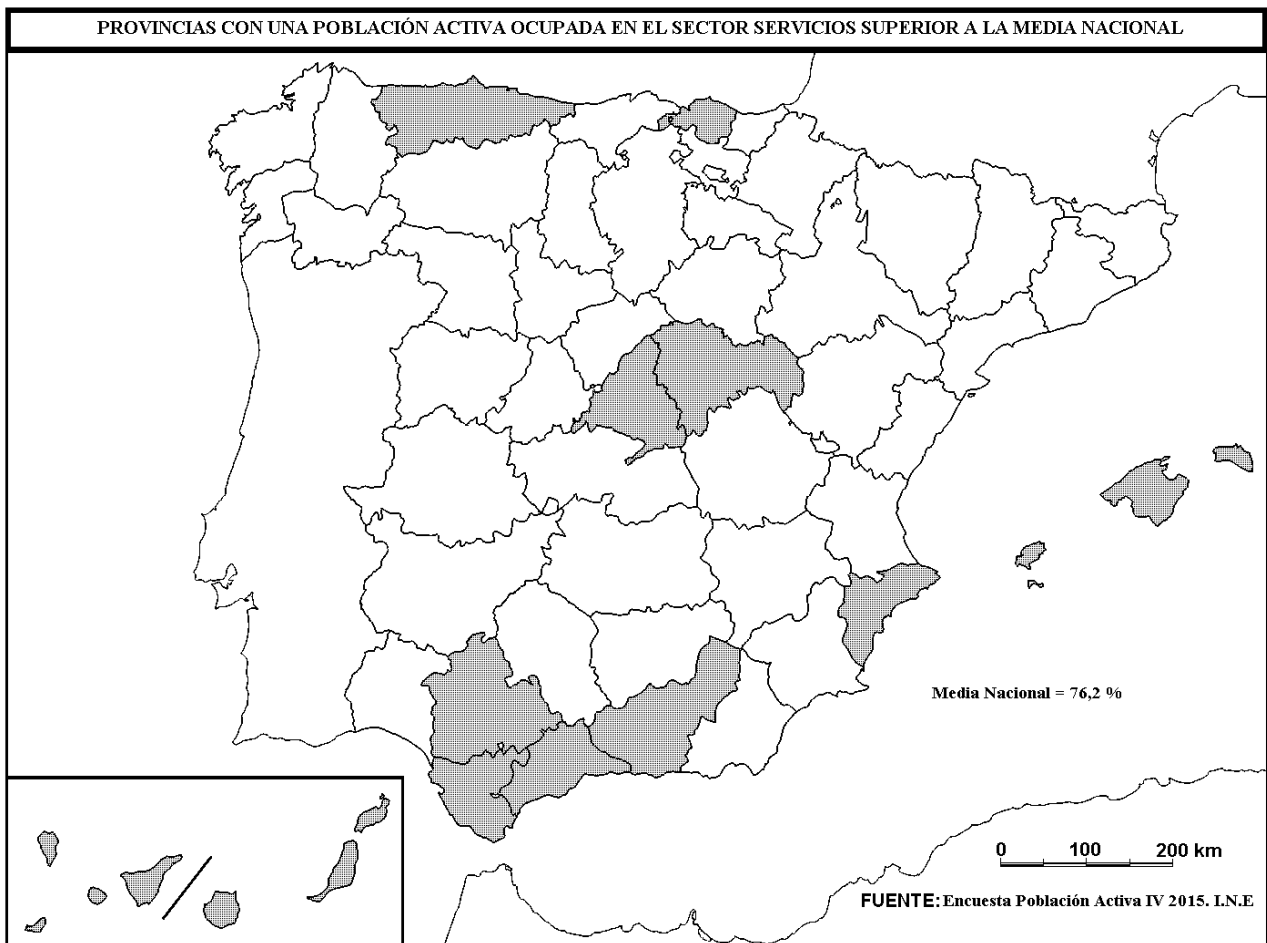 PROVINCIAS CON UNA POBLACIÓN ACTIVA OCUPADA EN EL SECTOR SERVICIOS SUPERIOR A LA MEDIA NACIONAL
Media Nacional = 76,2 %
0 100 200 km
FUENTE: Encuesta Población Activa IV 2015. I.N.E